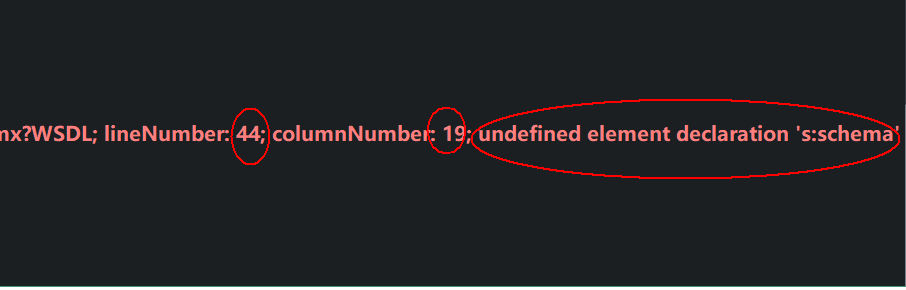 mx?WSDL; lineNumber: 44; columnNumber: 19; undefined element declaration 's:schema'